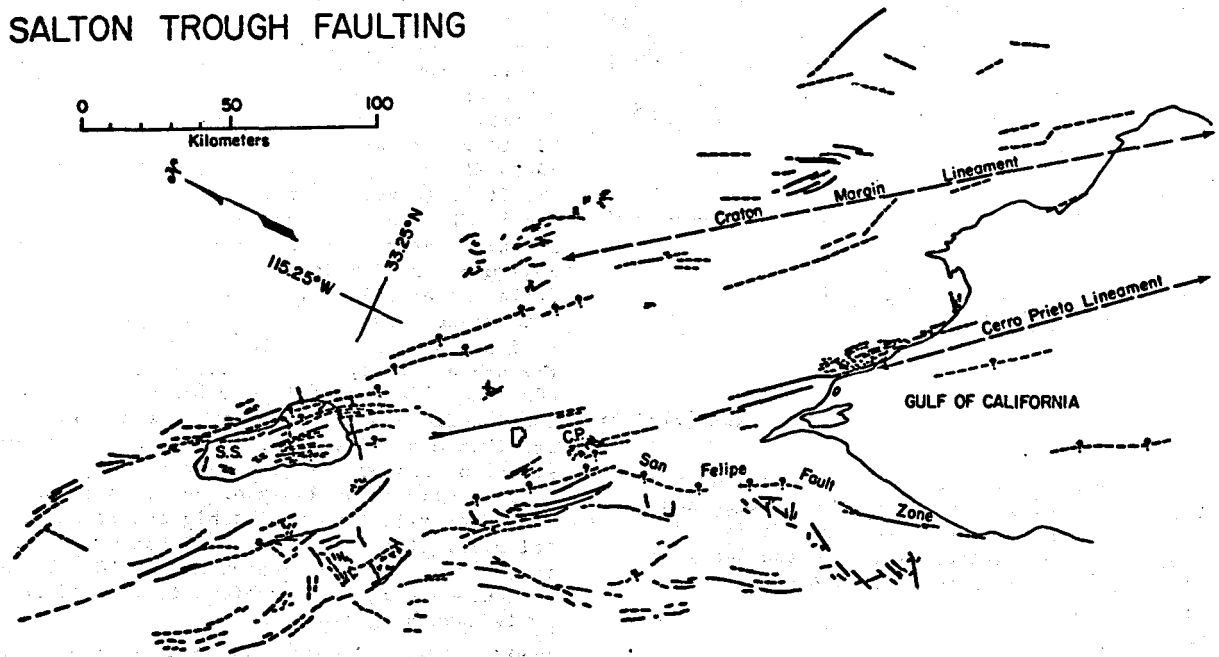 SALTON TROUGH FAULTING
0 50 100
Kilometers
115.25°W
33.25°N
Craton Margin Lineament
Cerro Prieto Lineament
GULF OF CALIFORNIA
S.S.
C.P.
San Felipe Fault Zone